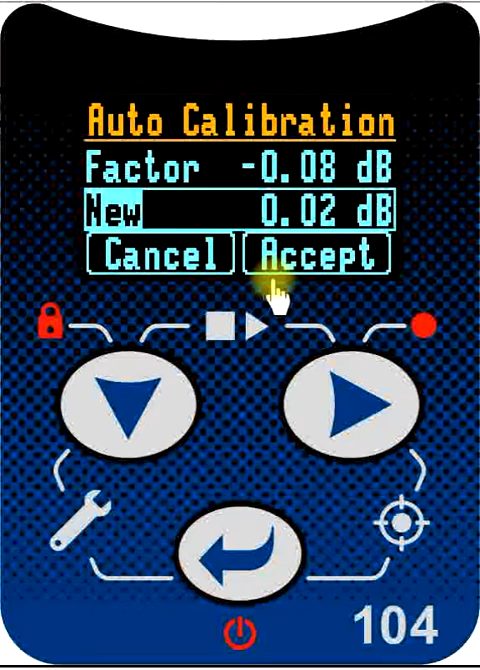 Auto Calibration
Factor -0.08 dB
New 0.02 dB
Cancel Accept
104